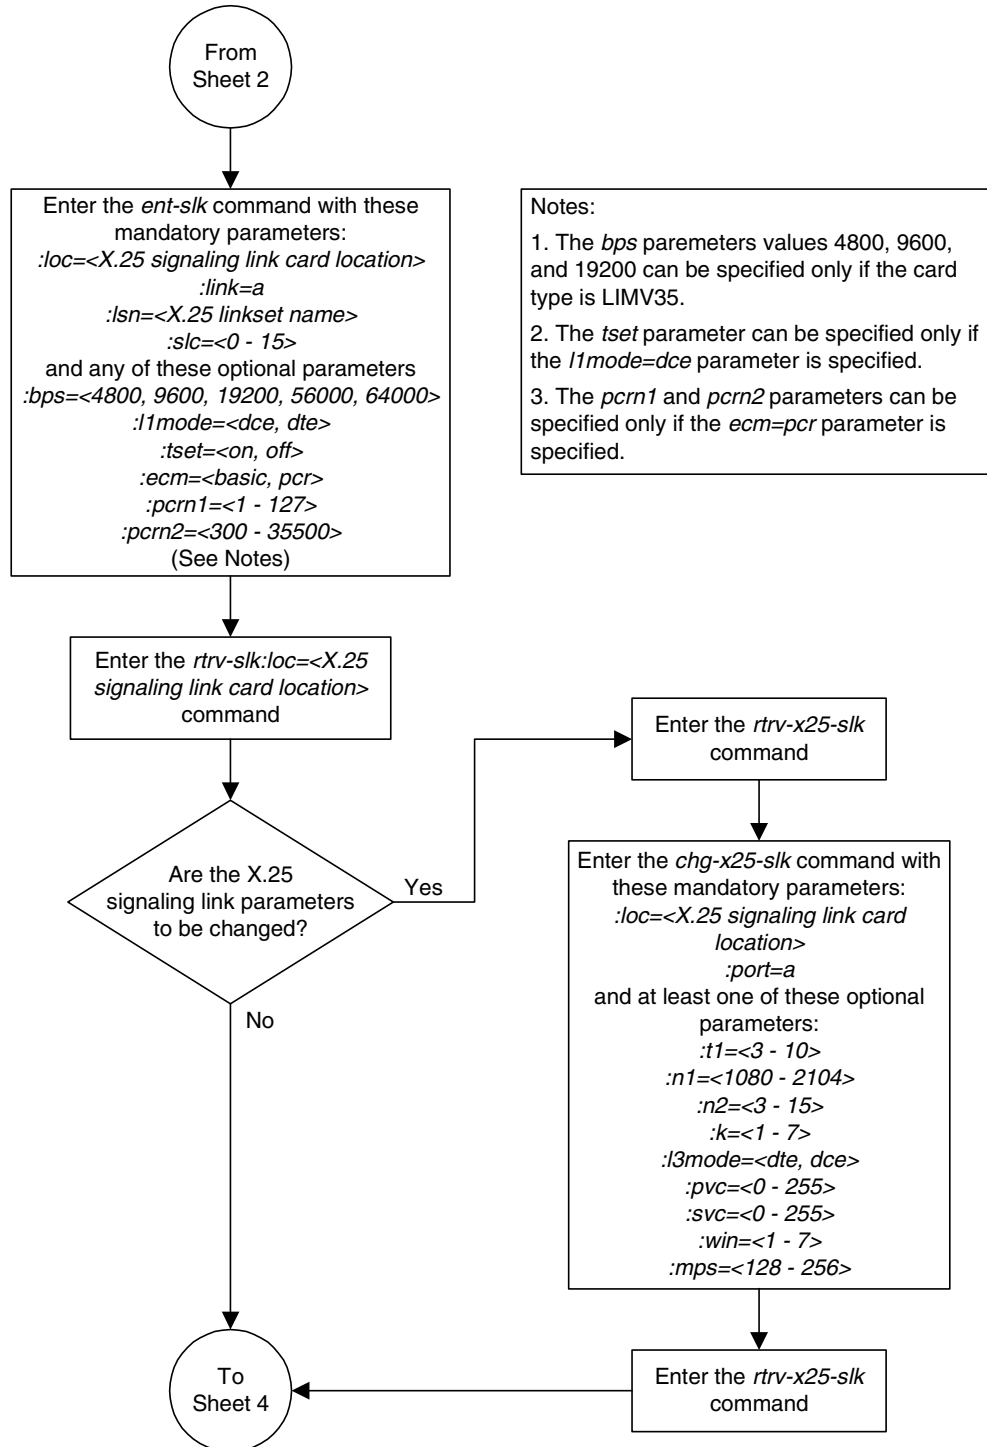 From
Sheet 2
Enter the ent-slk command with these
mandatory parameters:
:loc=<X.25 signaling link card location>
:link=a
:lsn=<X.25 linkset name>
:slc=<0 - 15>
and any of these optional parameters
:bps=<4800, 9600, 19200, 56000, 64000>
:l1mode=<dce, dte>
:tset=<on, off>
:ecm=<basic, pcr>
:pcrn1=<1 - 127>
:pcrn2=<300 - 35500>
(See Notes)
Notes:
1. The bps paremeters values 4800, 9600,
and 19200 can be specified only if the card
type is LIMV35.
2. The tset parameter can be specified only if
the l1mode=dce parameter is specified.
3. The pcrn1 and pcrn2 parameters can be
specified only if the ecm=pcr parameter is
specified.
Enter the rtrv-slk:loc=<X.25
signaling link card location>
command
Are the X.25
signaling link parameters
to be changed?
Yes
No
Enter the rtrv-x25-slk
command
Enter the chg-x25-slk command with
these mandatory parameters:
:loc=<X.25 signaling link card
location>
:port=a
and at least one of these optional
parameters:
:t1=<3 - 10>
:n1=<1080 - 2104>
:n2=<3 - 15>
:k=<1 - 7>
:l3mode=<dte, dce>
:pvc=<0 - 255>
:svc=<0 - 255>
:win=<1 - 7>
:mps=<128 - 256>
Enter the rtrv-x25-slk
command
To
Sheet 4